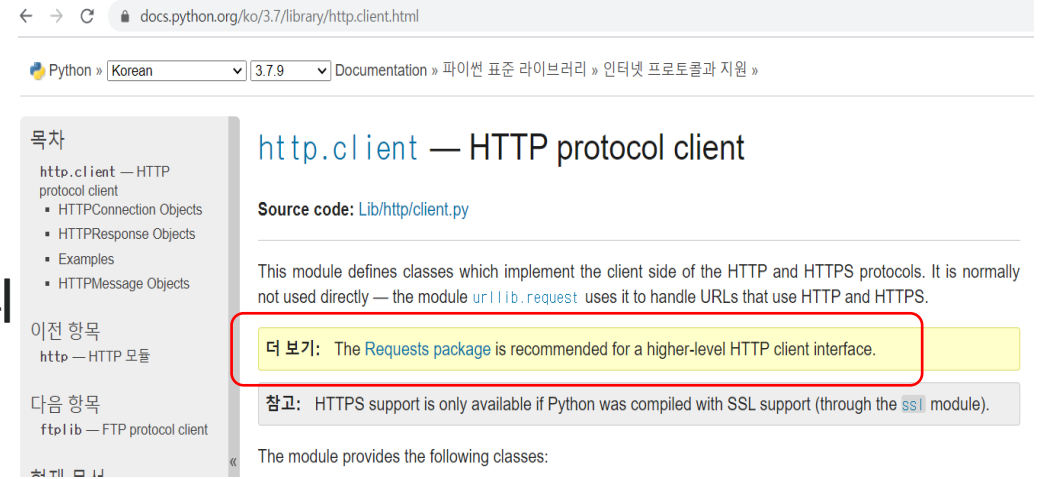 docs.python.org/ko/3.7/library/http.client.html
Python » Korean 3.7.9 Documentation » 파이썬 표준 라이브러리 » 인터넷 프로토콜과 지원 »
목차
http.client — HTTP
protocol client
HTTPConnection Objects
HTTPResponse Objects
Examples
HTTPMessage Objects
이전 항목
http — HTTP 모듈
다음 항목
ftplib — FTP protocol client
«
http.client — HTTP protocol client
Source code: Lib/http/client.py
This module defines classes which implement the client side of the HTTP and HTTPS protocols. It is normally
not used directly — the module urllib.request uses it to handle URLs that use HTTP and HTTPS.
더 보기: The Requests package is recommended for a higher-level HTTP client interface.
참고: HTTPS support is only available if Python was compiled with SSL support (through the ssl module).
The module provides the following classes: